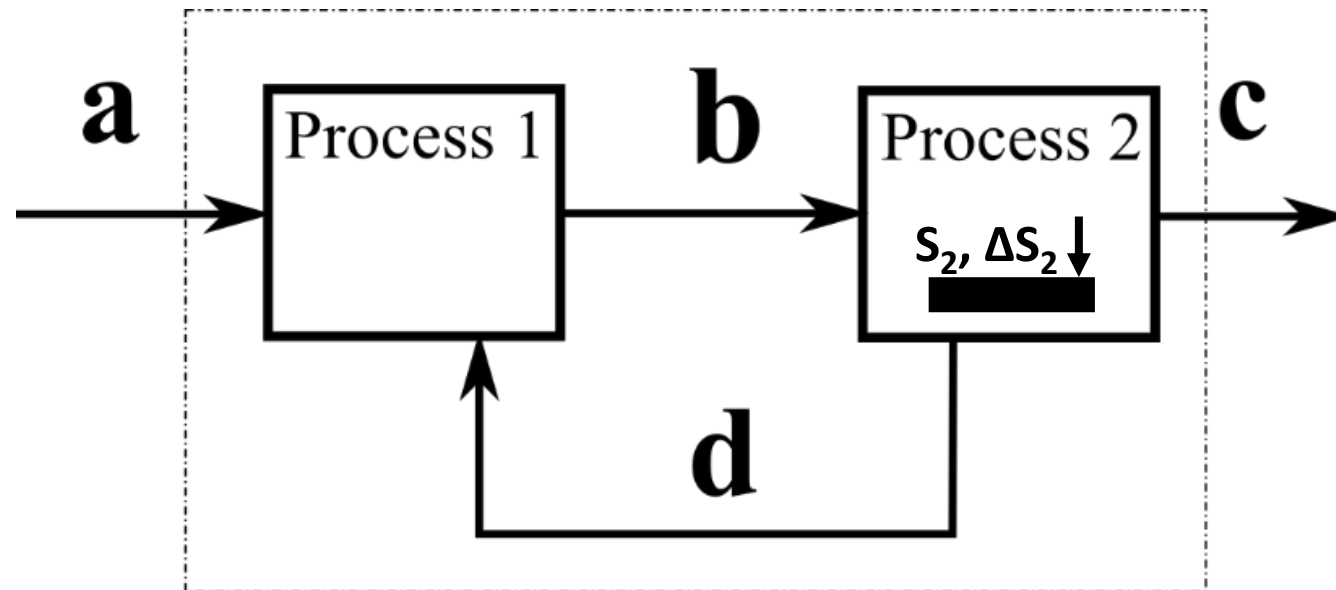 a
b
c
Process 1
Process 2
S₂, ΔS₂
d